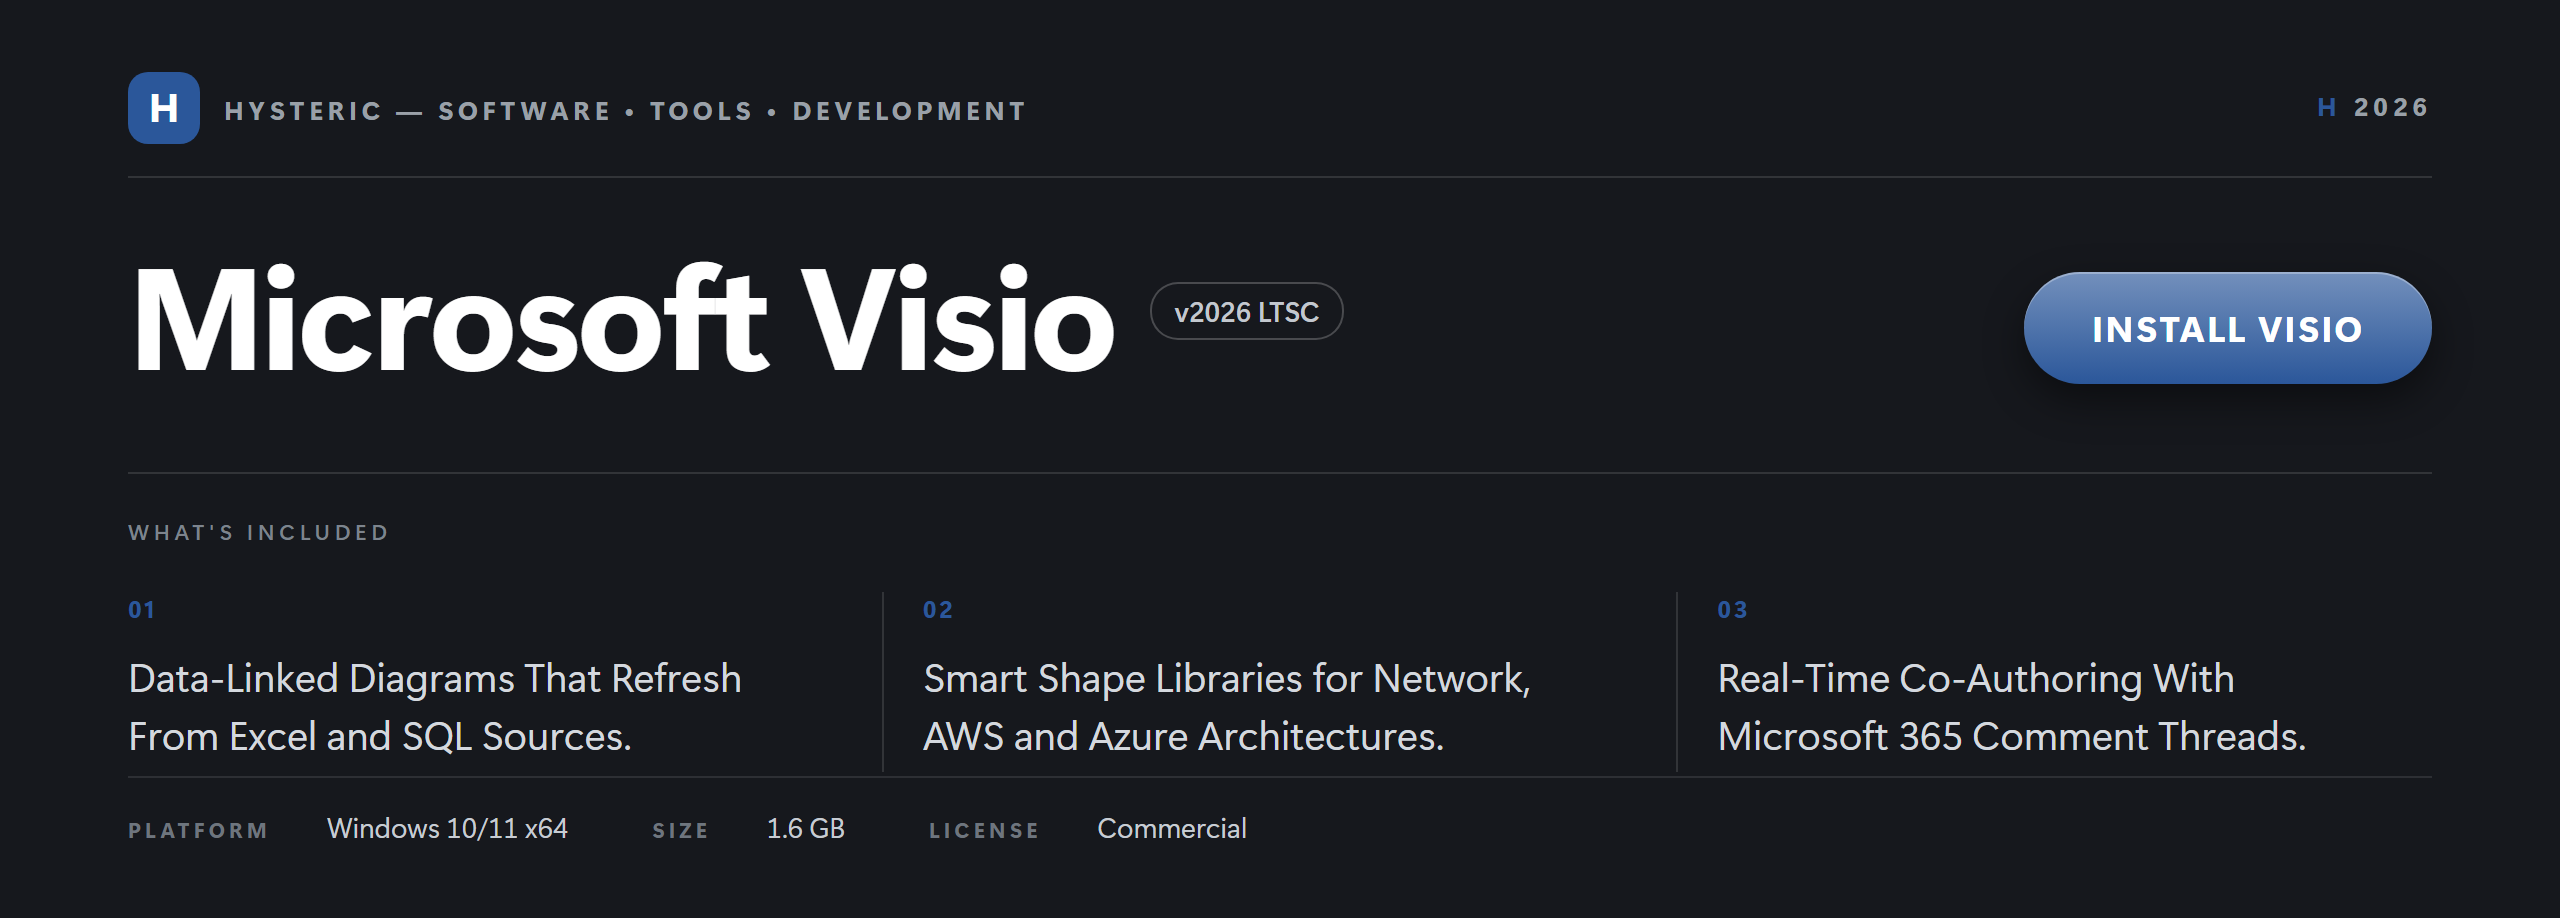 H HYSTERIC — SOFTWARE • TOOLS • DEVELOPMENT
H 2026
Microsoft Visio
v2026 LTSC
INSTALL VISIO
WHAT'S INCLUDED
01
Data-Linked Diagrams That Refresh
From Excel and SQL Sources.
02
Smart Shape Libraries for Network,
AWS and Azure Architectures.
03
Real-Time Co-Authoring With
Microsoft 365 Comment Threads.
PLATFORM Windows 10/11 x64 SIZE 1.6 GB LICENSE Commercial